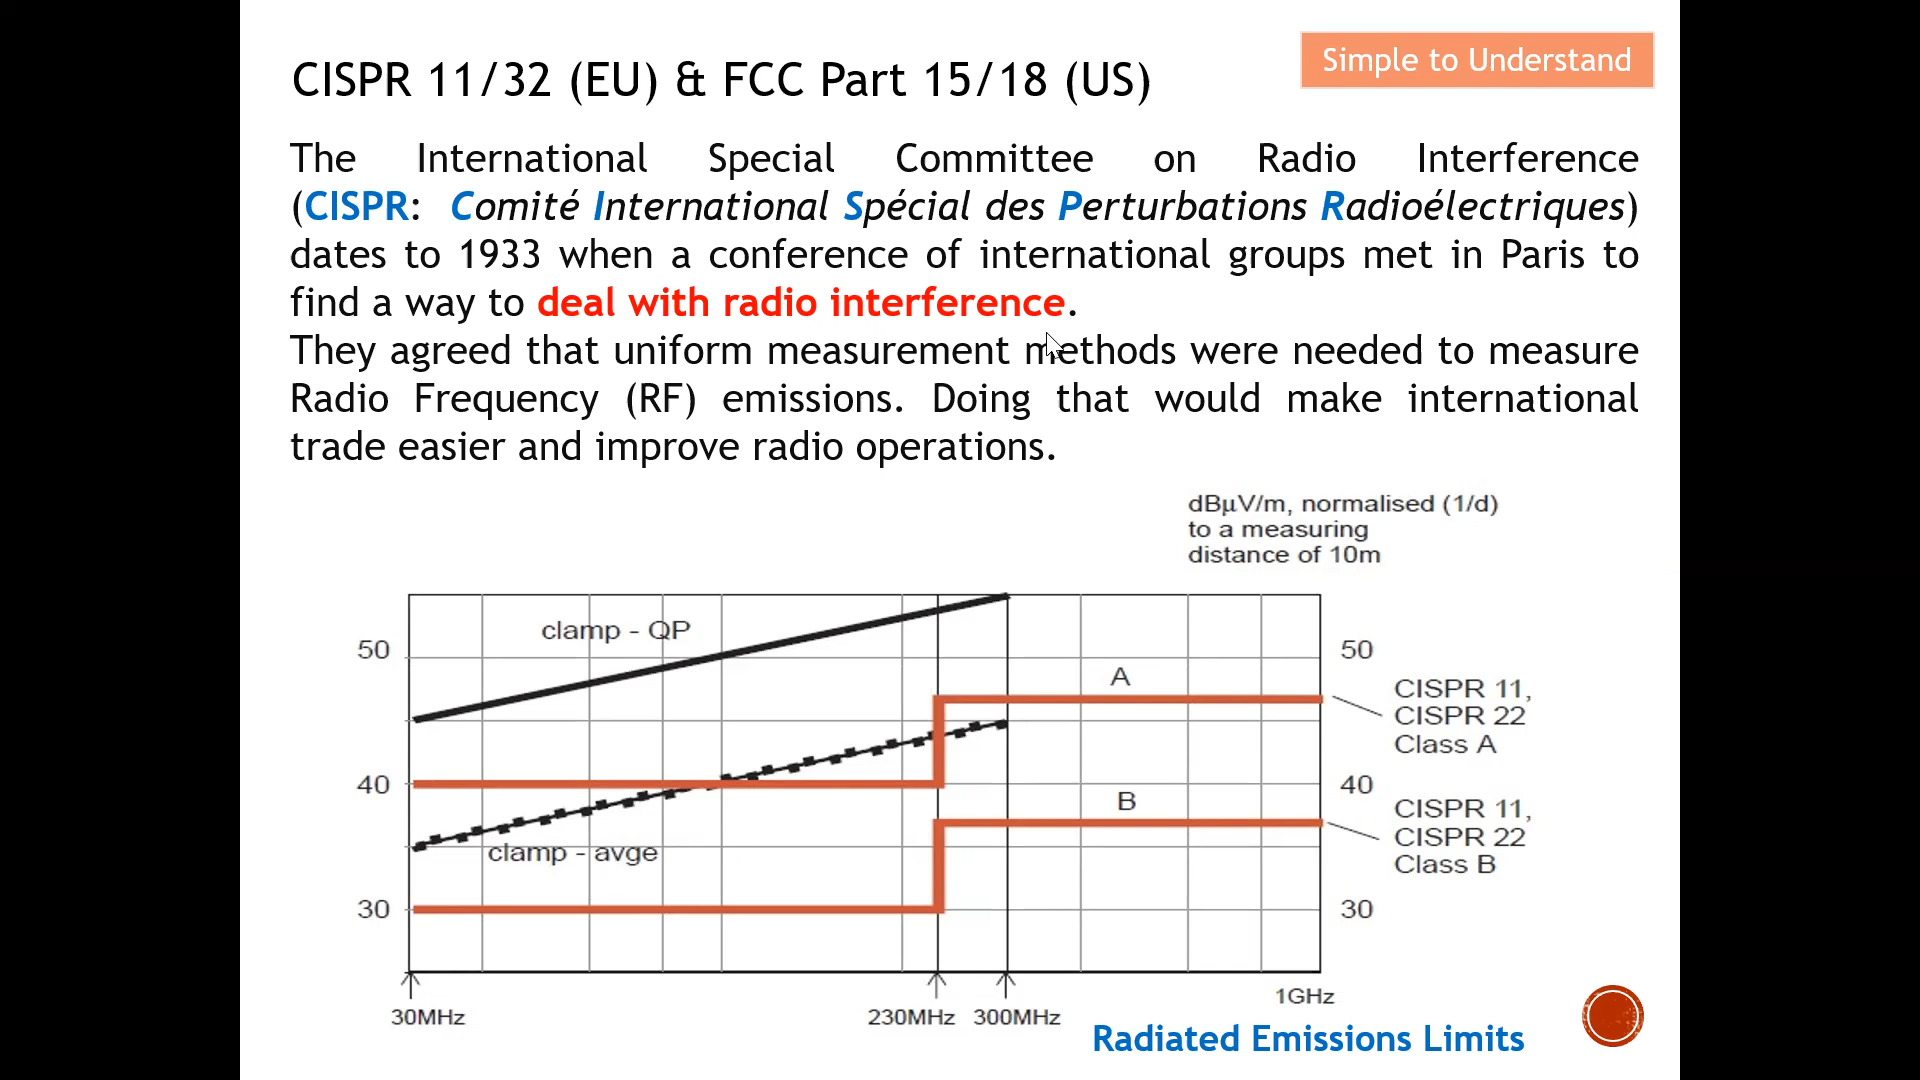 CISPR 11/32 (EU) & FCC Part 15/18 (US)
Simple to Understand
The International Special Committee on Radio Interference
(CISPR: Comité International Spécial des Perturbations Radioélectriques)
dates to 1933 when a conference of international groups met in Paris to
find a way to deal with radio interference.
They agreed that uniform measurement methods were needed to measure
Radio Frequency (RF) emissions. Doing that would make international
trade easier and improve radio operations.
dBµV/m, normalised (1/d)
to a measuring
distance of 10m
clamp - QP
50
50
A
CISPR 11,
CISPR 22
Class A
40
40
B
CISPR 11,
CISPR 22
Class B
clamp - avge
30
30
30MHz
230MHz
300MHz
1GHz
Radiated Emissions Limits